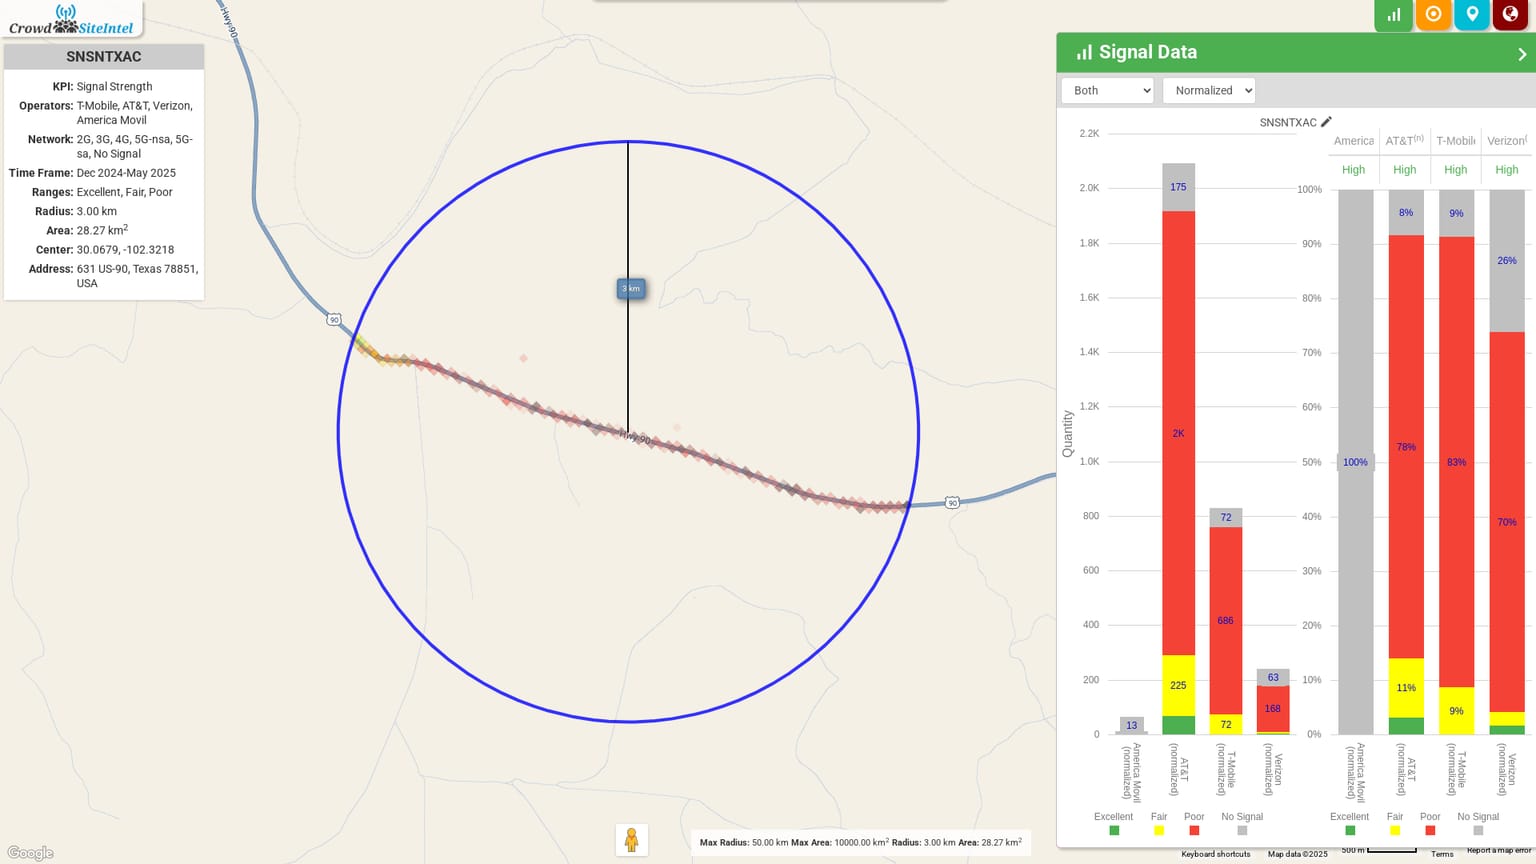 Crowd SiteIntel
SNSNTXAC
KPI: Signal Strength
Operators: T-Mobile, AT&T, Verizon,
America Movil
Network: 2G, 3G, 4G, 5G-nsa, 5G-
sa, No Signal
Time Frame: Dec 2024-May 2025
Ranges: Excellent, Fair, Poor
Radius: 3.00 km
Area: 28.27 km2
Center: 30.0679, -102.3218
Address: 631 US-90, Texas 78851,
USA
Hwy 90
90
3 km
Hwy 90
90
Google
Max Radius: 50.00 km Max Area: 10000.00 km2 Radius: 3.00 km Area: 28.27 km2
Signal Data
Both
Normalized
SNSNTXAC
Quantity
2.2K
2.0K
1.8K
1.6K
1.4K
1.2K
1.0K
800
600
400
200
0
13
175
2K
225
72
686
72
63
168
America Movil
(normalized)
AT&T
(normalized)
T-Mobile
(normalized)
Verizon
(normalized)
Excellent Fair Poor No Signal
America AT&T(n) T-Mobile Verizon(
High High High High
100%
90%
80%
70%
60%
50%
40%
30%
20%
10%
0%
100%
8%
78%
11%
9%
83%
9%
26%
70%
America Movil
(normalized)
AT&T
(normalized)
T-Mobile
(normalized)
Verizon
(normalized)
Excellent Fair Poor No Signal
Keyboard shortcuts Map data ©2025 500 m Terms Report a map error